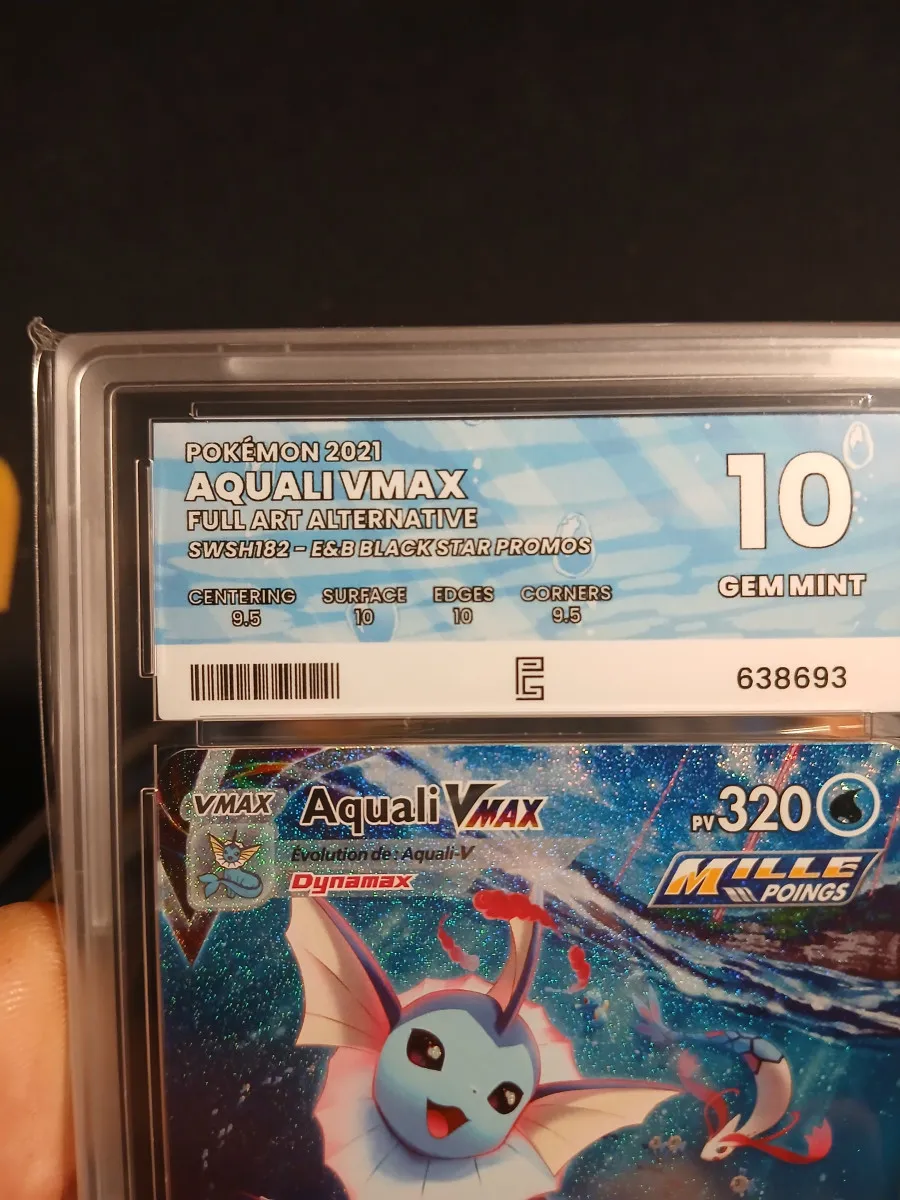 POKÉMON 2021
AQUALI VMAX
FULL ART ALTERNATIVE
SWSH182 - E&B BLACK STAR PROMOS
10
GEM MINT
CENTERING SURFACE EDGES CORNERS
9.5 10 10 9.5
638693
VMAX Aquali VMAX PV320
Évolution de : Aquali-V
Dynamax
MILLE
POINGS